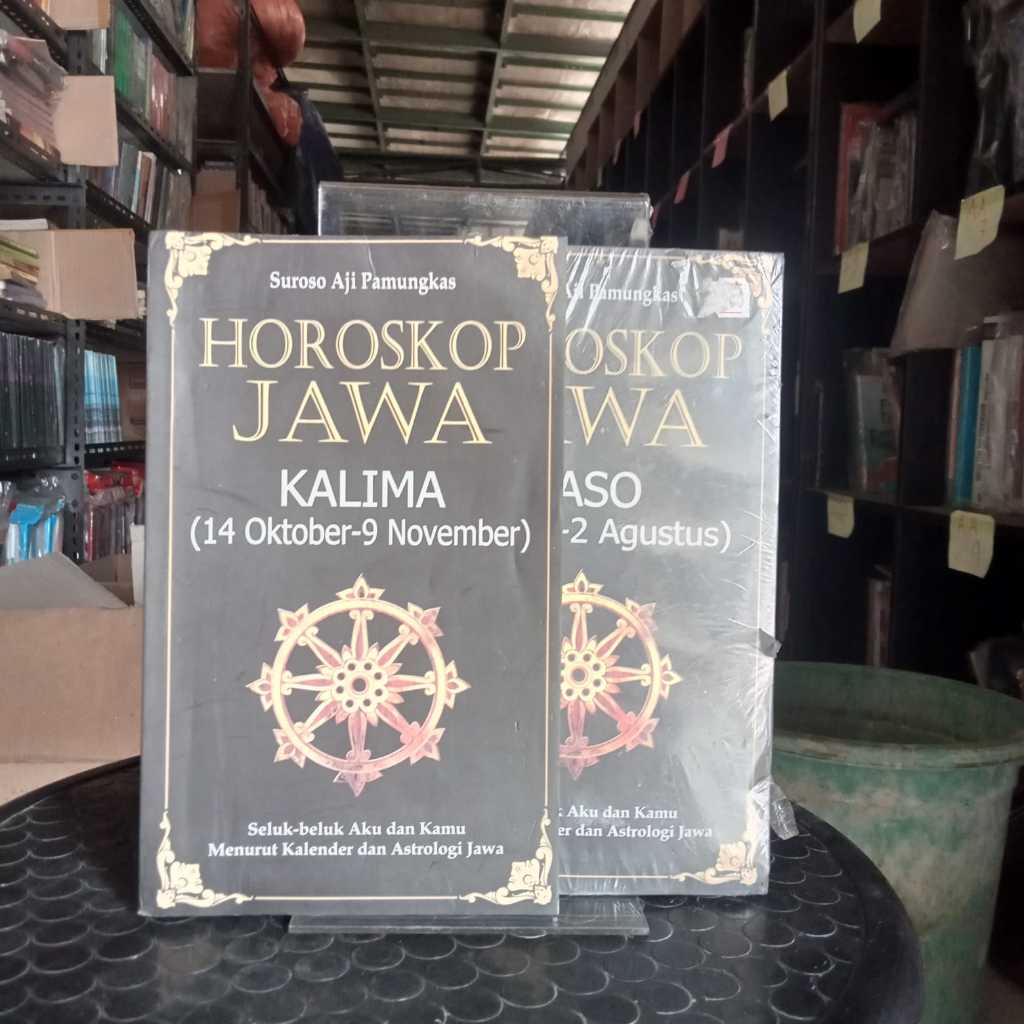 Suroso Aji Pamungkas
HOROSKOP
JAWA
KALIMA
(14 Oktober-9 November)
Seluk-beluk Aku dan Kamu
Menurut Kalender dan Astrologi Jawa
Aji Pamungkas
OSKOP
WA
ASO
-2 Agustus)
Aku dan Kamu
er dan Astrologi Jawa